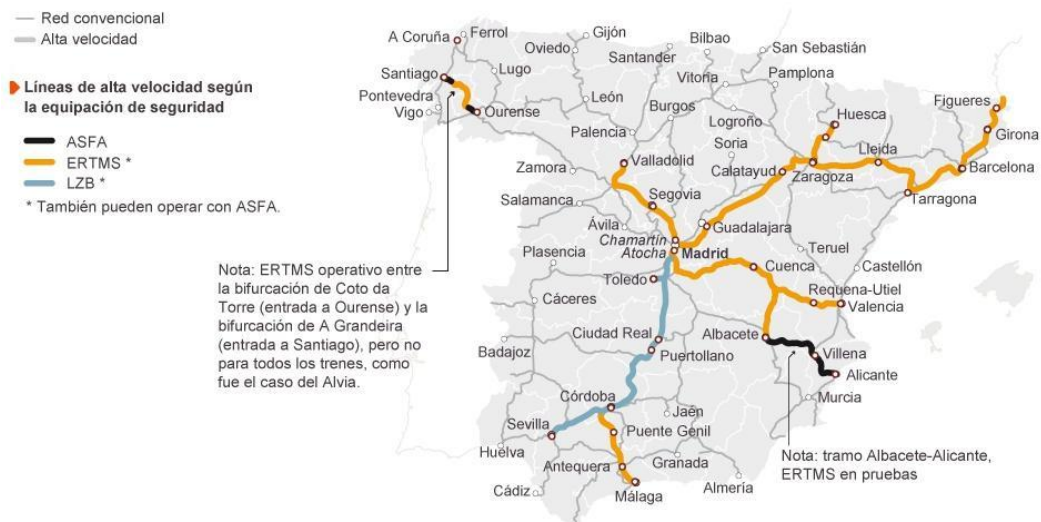 Red convencional
Alta velocidad
Líneas de alta velocidad según
la equipación de seguridad
ASFA
ERTMS *
LZB *
* También pueden operar con ASFA.
Nota: ERTMS operativo entre
la bifurcación de Coto da
Torre (entrada a Ourense) y la
bifurcación de A Grandeira
(entrada a Santiago), pero no
para todos los trenes, como
fue el caso del Alvia.
A Coruña
Ferrol
Gijón
Oviedo
Santander
Bilbao
San Sebastián
Santiago
Lugo
Vitoria
Pamplona
Pontevedra
Vigo
Ourense
León
Burgos
Logroño
Huesca
Figueres
Girona
Palencia
Soria
Lleida
Zamora
Valladolid
Calatayud
Zaragoza
Barcelona
Salamanca
Segovia
Tarragona
Ávila
Guadalajara
Chamartín
Atocha
Madrid
Teruel
Plasencia
Cuenca
Castellón
Toledo
Requena-Utiel
Cáceres
Valencia
Ciudad Real
Albacete
Badajoz
Puertollano
Villena
Alicante
Córdoba
Jaén
Murcia
Sevilla
Puente Genil
Huelva
Antequera
Granada
Cádiz
Málaga
Almería
Nota: tramo Albacete-Alicante,
ERTMS en pruebas